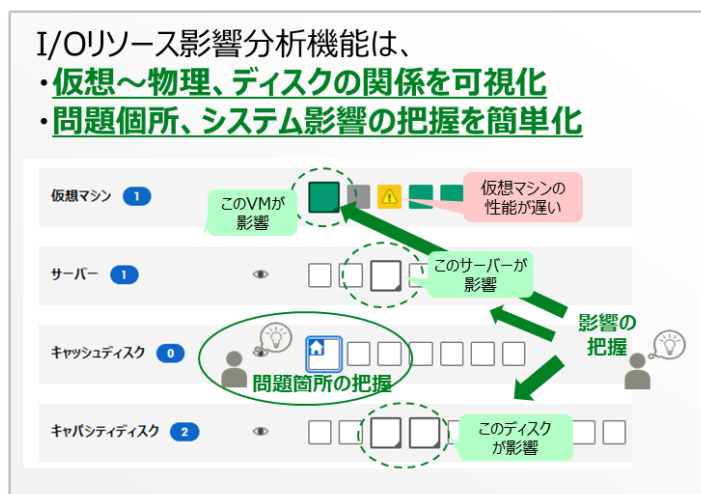 I/Oリソース影響分析機能は、
・仮想～物理、ディスクの関係を可視化
・問題個所、システム影響の把握を簡単化
仮想マシン 1
このVMが
影響
仮想マシンの
性能が遅い
サーバー 1
このサーバーが
影響
影響の
把握
キャッシュディスク 0
問題箇所の把握
キャパシティディスク 2
このディスク
が影響